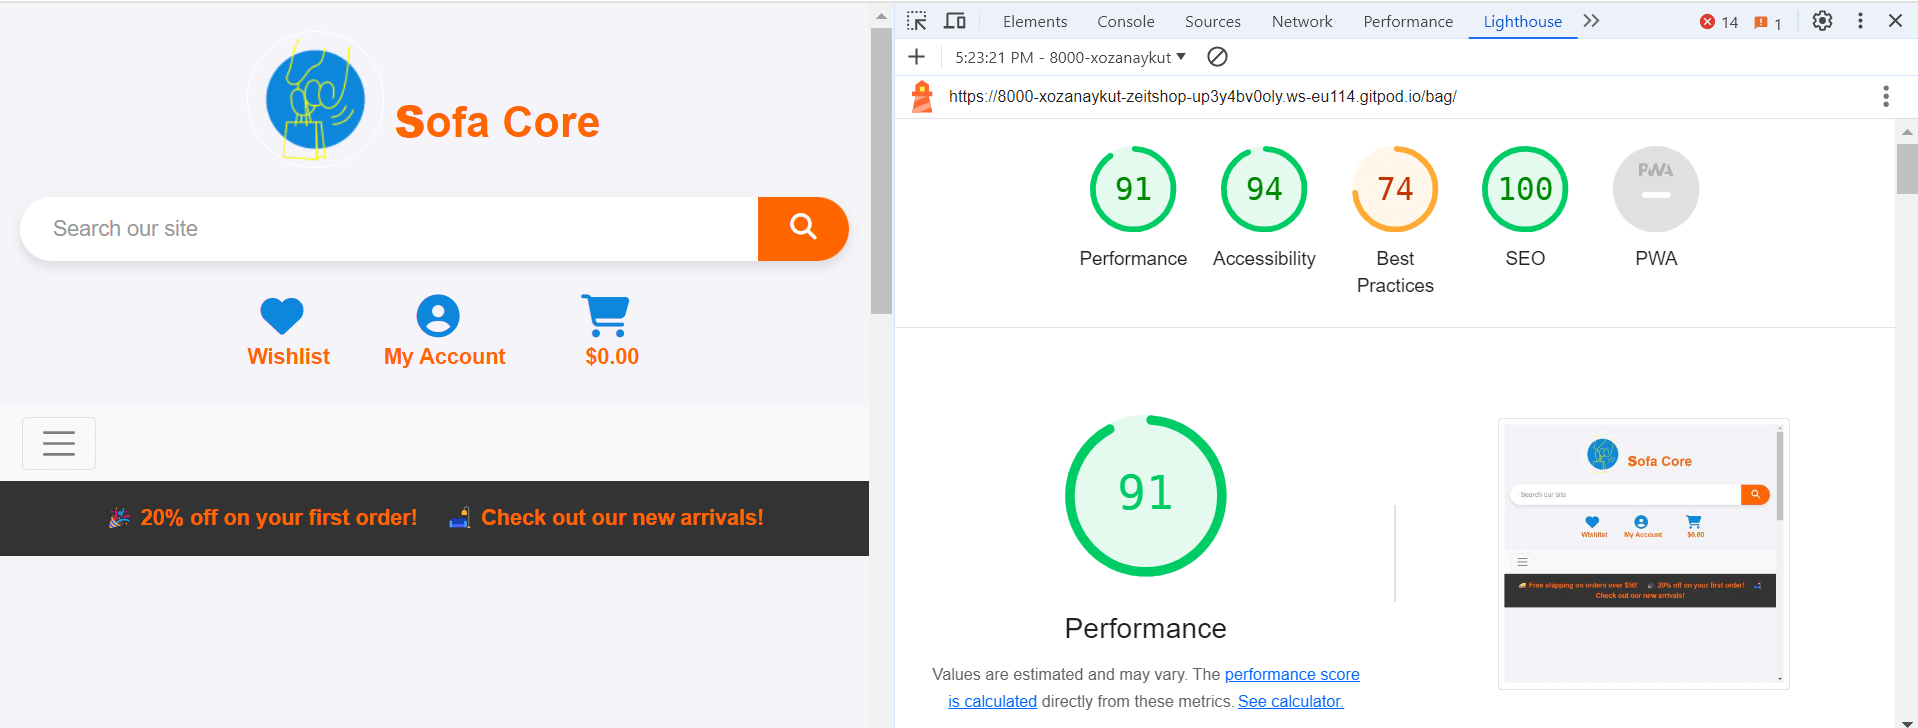 Sofa Core
Search our site
Wishlist
My Account
$0.00
🎉 20% off on your first order! 🛋️ Check out our new arrivals!
Elements Console Sources Network Performance Lighthouse 14 1
5:23:21 PM - 8000-xozanaykut
https://8000-xozanaykut-zeitshop-up3y4bv0oly.ws-eu114.gitpod.io/bag/
91 94 74 100 PWA
Performance Accessibility Best Practices SEO PWA
91
Performance
Values are estimated and may vary. The performance score
is calculated directly from these metrics. See calculator.
Sofa Core
Search our site
Wishlist My Account $0.00
🚚 Free shipping on orders over $50! 🎉 20% off on your first order! 🛋️
Check out our new arrivals!